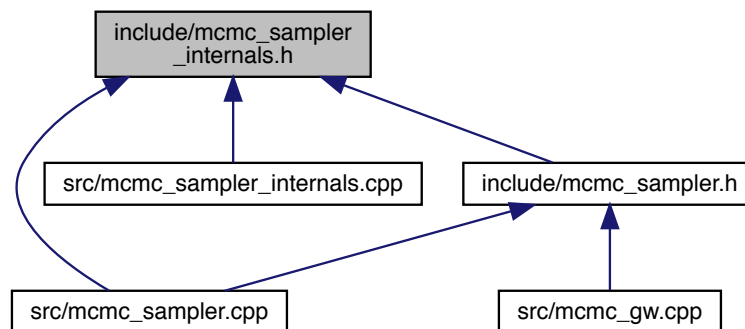 include/mcmc_sampler
_internals.h
src/mcmc_sampler_internals.cpp
include/mcmc_sampler.h
src/mcmc_sampler.cpp
src/mcmc_gw.cpp